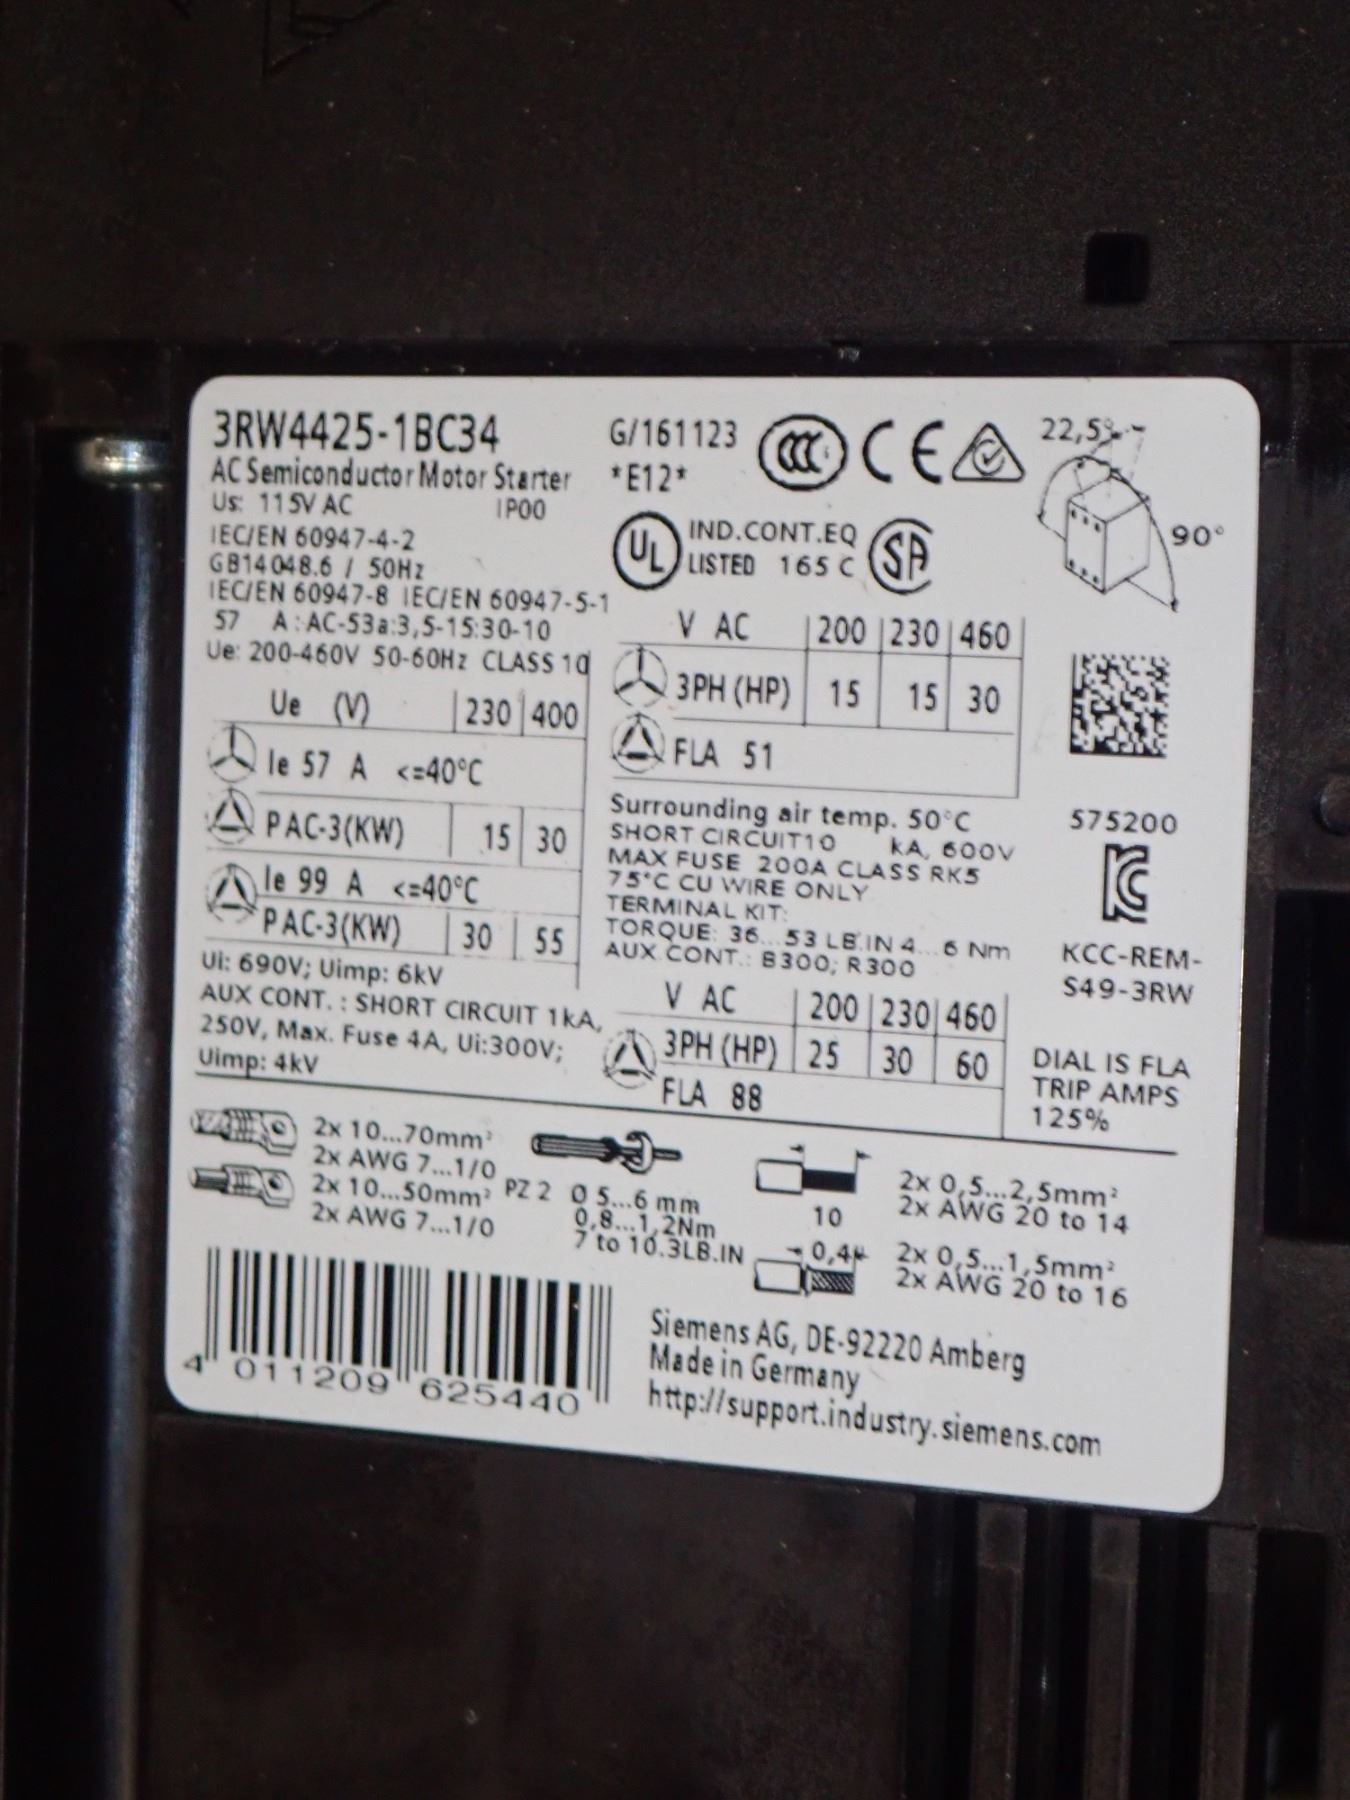 3RW4425-1BC34
AC Semiconductor Motor Starter
Us: 115V AC IP00
IEC/EN 60947-4-2
GB14048.6 / 50Hz
IEC/EN 60947-8 IEC/EN 60947-5-1
57 A: AC-53a:3,5-15:30-10
Ue: 200-460V 50-60Hz CLASS 10
Ue (V) 230 400
Ie 57 A <=40°C
P AC-3(KW) 15 30
Ie 99 A <=40°C
P AC-3(KW) 30 55
Ui: 690V; Uimp: 6kV
AUX CONT. : SHORT CIRCUIT 1kA,
250V, Max. Fuse 4A, Ui:300V;
Uimp: 4kV
G/161123
*E12*
CCC CE
UL IND.CONT.EQ
LISTED 165 C SA
V AC 200 230 460
3PH (HP) 15 15 30
FLA 51
Surrounding air temp. 50°C
SHORT CIRCUIT10 kA, 600V
MAX FUSE 200A CLASS RK5
75°C CU WIRE ONLY
TERMINAL KIT:
TORQUE: 36...53 LB.IN 4...6 Nm
AUX.CONT.: B300; R300
V AC 200 230 460
3PH (HP) 25 30 60
FLA 88
22,5°
90°
575200
KCC-REM-
S49-3RW
DIAL IS FLA
TRIP AMPS
125%
2x 10...70mm²
2x AWG 7...1/0
2x 10...50mm²
2x AWG 7...1/0
PZ 2 Ø 5...6 mm
0,8...1,2Nm
7 to 10.3LB.IN
10
2x 0,5...2,5mm²
2x AWG 20 to 14
0,4
2x 0,5...1,5mm²
2x AWG 20 to 16
4 011209 625440
Siemens AG, DE-92220 Amberg
Made in Germany
http://support.industry.siemens.com